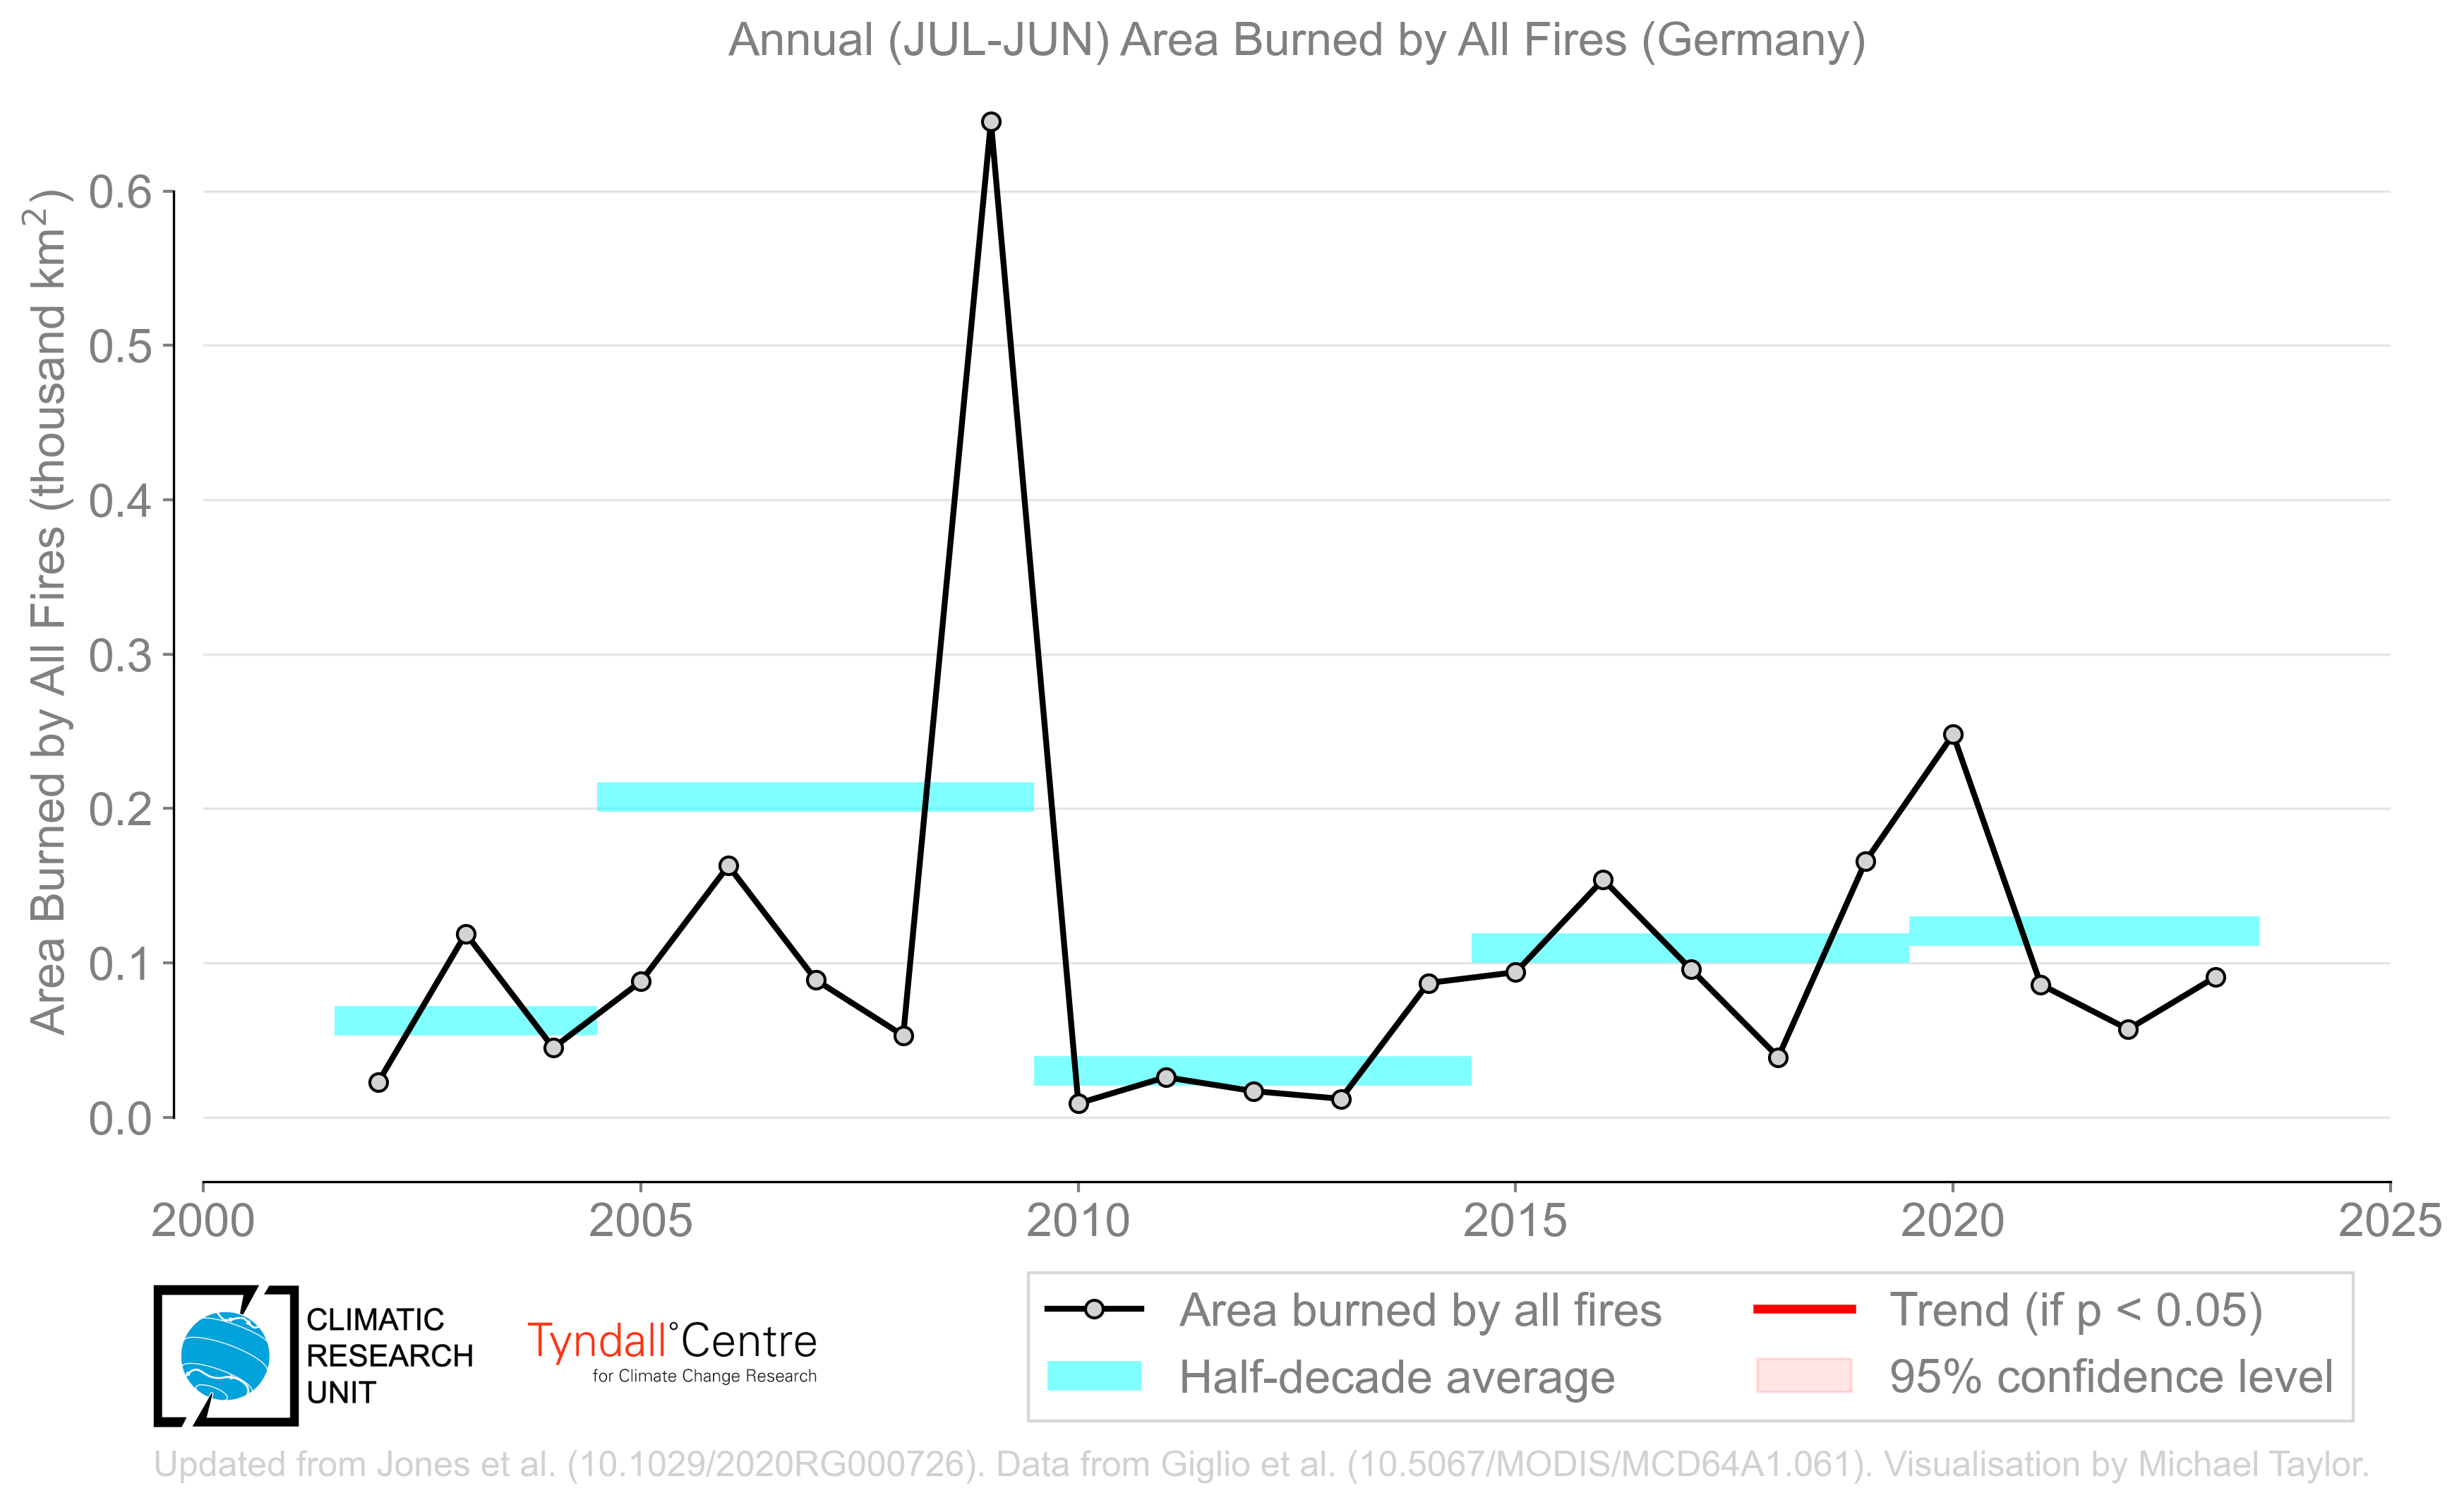 Annual (JUL-JUN) Area Burned by All Fires (Germany)
Area Burned by All Fires (thousand km²)
0.6
0.5
0.4
0.3
0.2
0.1
0.0
2000 2005 2010 2015 2020 2025
CLIMATIC
RESEARCH
UNIT
Tyndall°Centre
for Climate Change Research
Area burned by all fires
Half-decade average
Trend (if p < 0.05)
95% confidence level
Updated from Jones et al. (10.1029/2020RG000726). Data from Giglio et al. (10.5067/MODIS/MCD64A1.061). Visualisation by Michael Taylor.